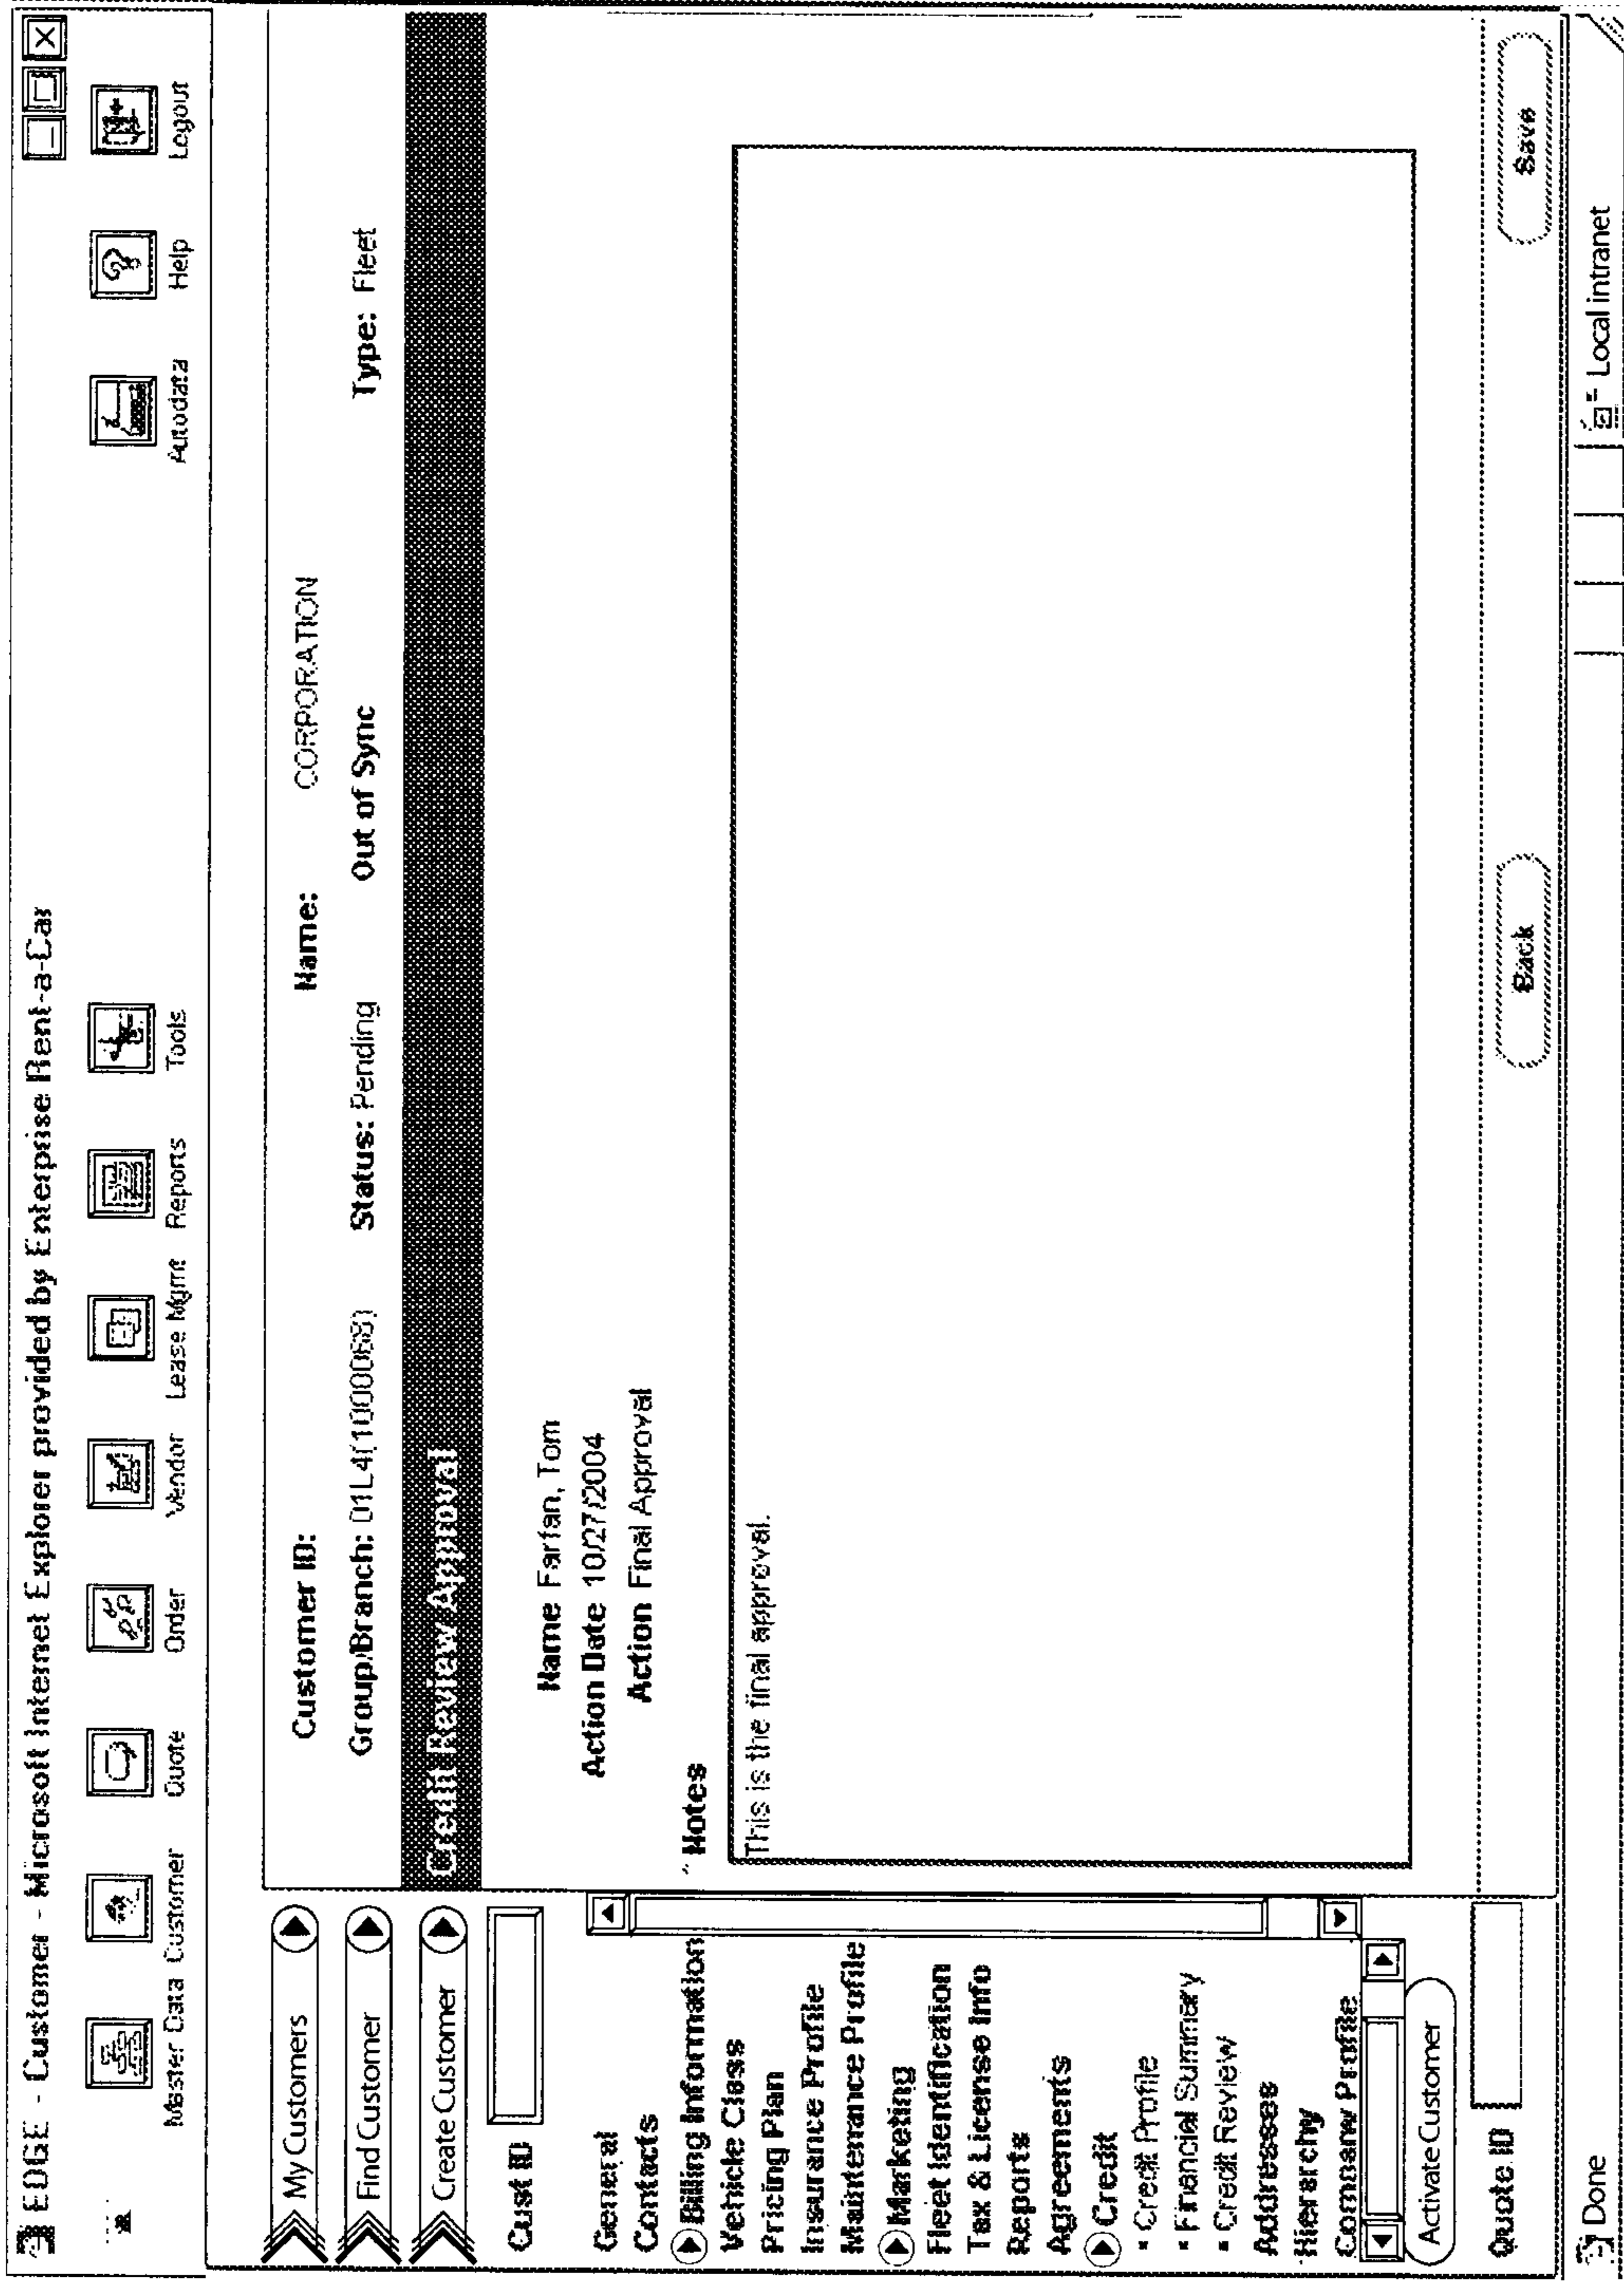 EDGE - Customer - Microsoft Internet Explorer provided by Enterprise Rent-a-Car
Master Data Customer Quote Order Vendor Lease Mgmt Reports Tools Autodata Help Logout
My Customers
Find Customer
Create Customer
Cust ID
General
Contacts
Billing Information
Vehicle Class
Pricing Plan
Insurance Profile
Maintenance Profile
Marketing
Fleet Identification
Tax & License Info
Reports
Agreements
Credit
• Credit Profile
• Financial Summary
• Credit Review
Addresses
Hierarchy
Company Profile
Activate Customer
Quote ID
Customer ID: Name: CORPORATION
Group/Branch: 01L4(100068) Status: Pending Out of Sync Type: Fleet
Credit Review Approval
Name Farfan, Tom
Action Date 10/27/2004
Action Final Approval
Notes
This is the final approval.
Back Save
Done Local intranet